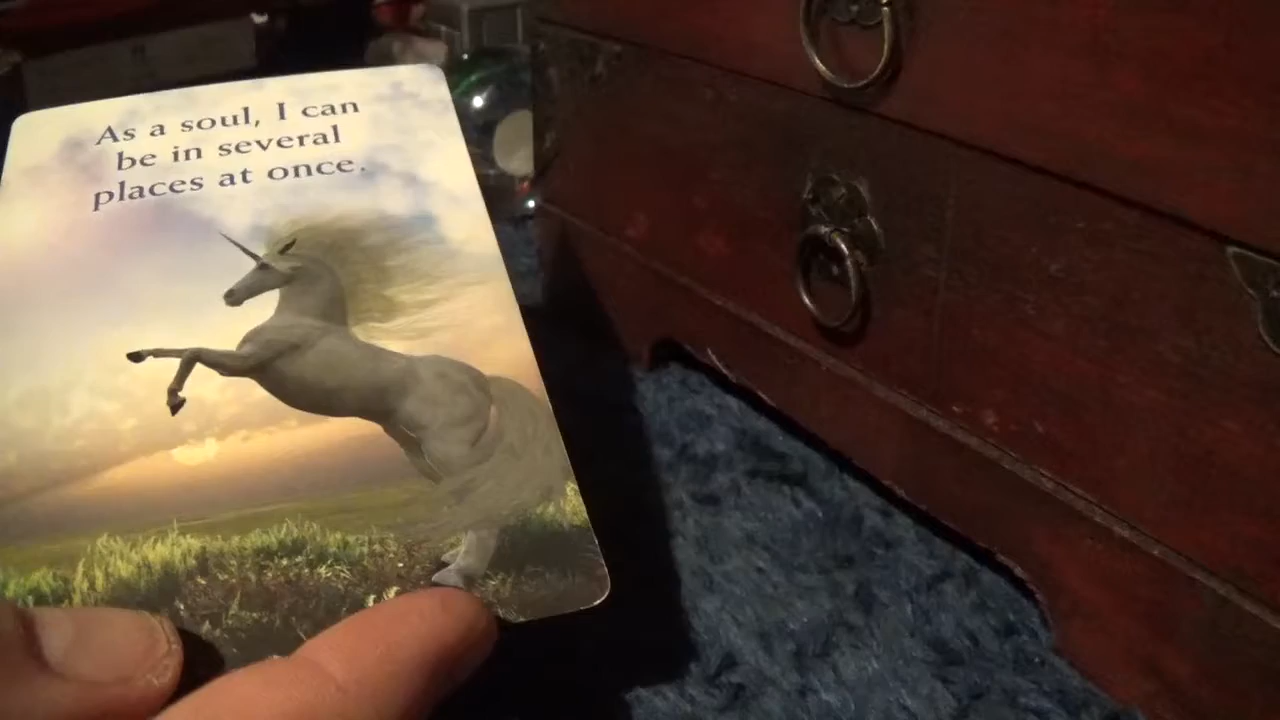 As a soul, I can
be in several
places at once.